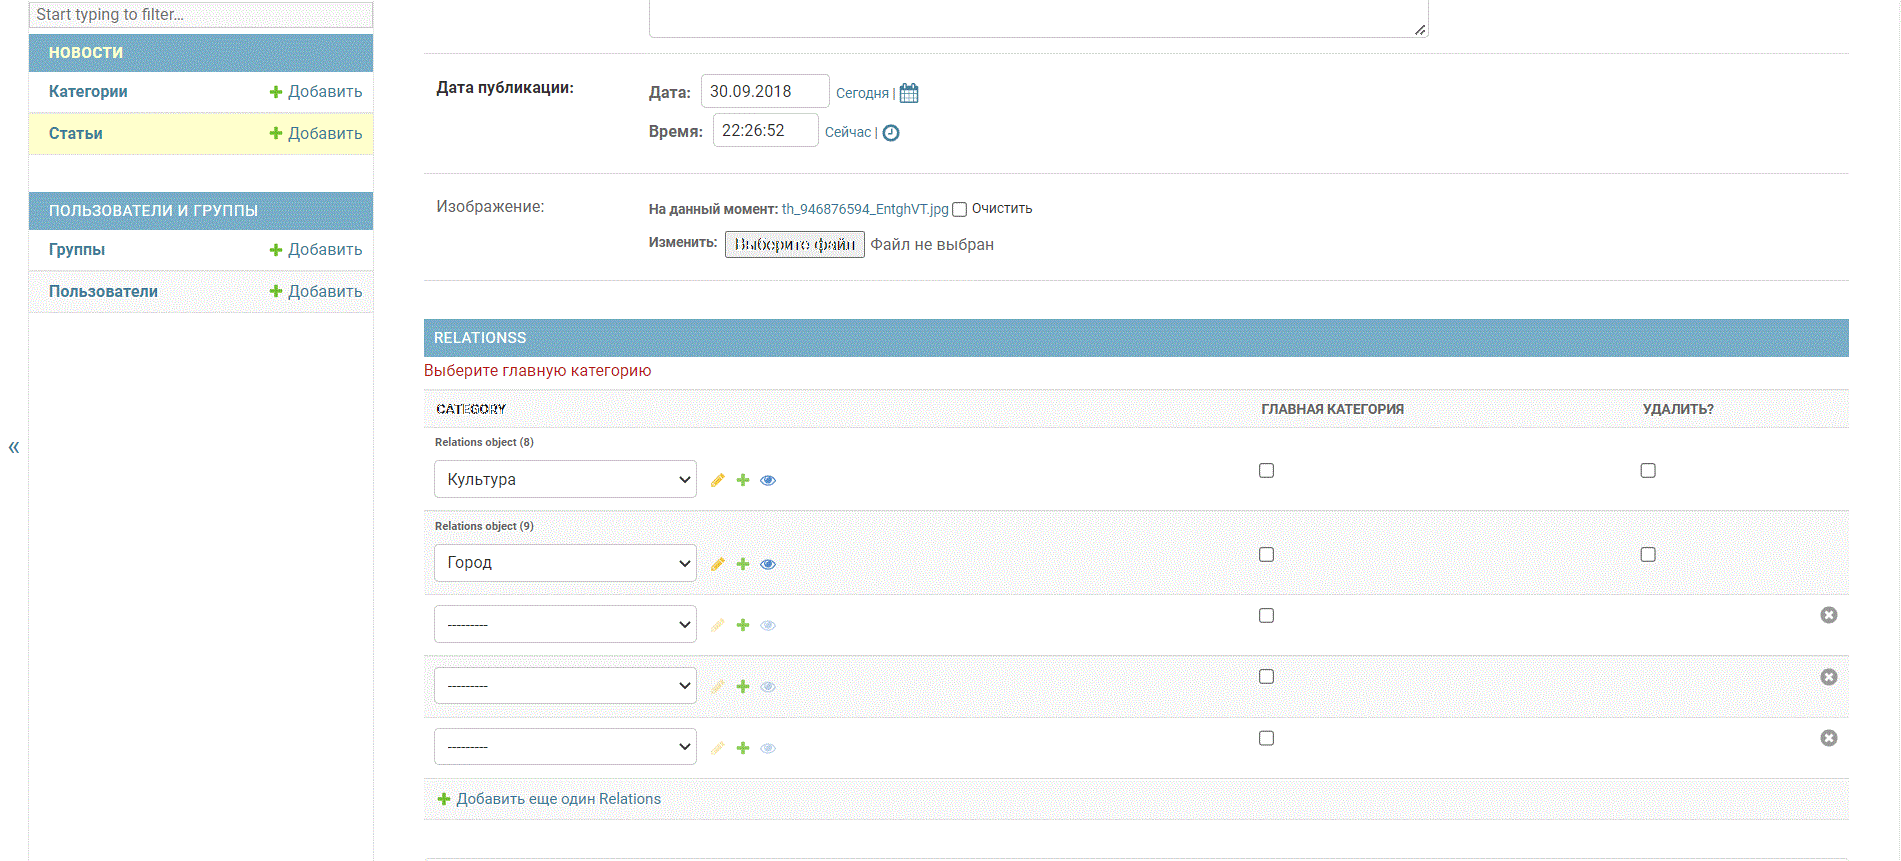 Start typing to filter…
НОВОСТИ
Категории Добавить
Статьи Добавить
ПОЛЬЗОВАТЕЛИ И ГРУППЫ
Группы Добавить
Пользователи Добавить
«
Дата публикации:
Дата: 30.09.2018 Сегодня |
Время: 22:26:52 Сейчас |
Изображение:
На данный момент: th_946876594_EntghVT.jpg Очистить
Изменить: Выберите файл Файл не выбран
RELATIONSS
Выберите главную категорию
CATEGORY ГЛАВНАЯ КАТЕГОРИЯ УДАЛИТЬ?
Relations object (8)
Культура
Relations object (9)
Город
---------
---------
---------
Добавить еще один Relations